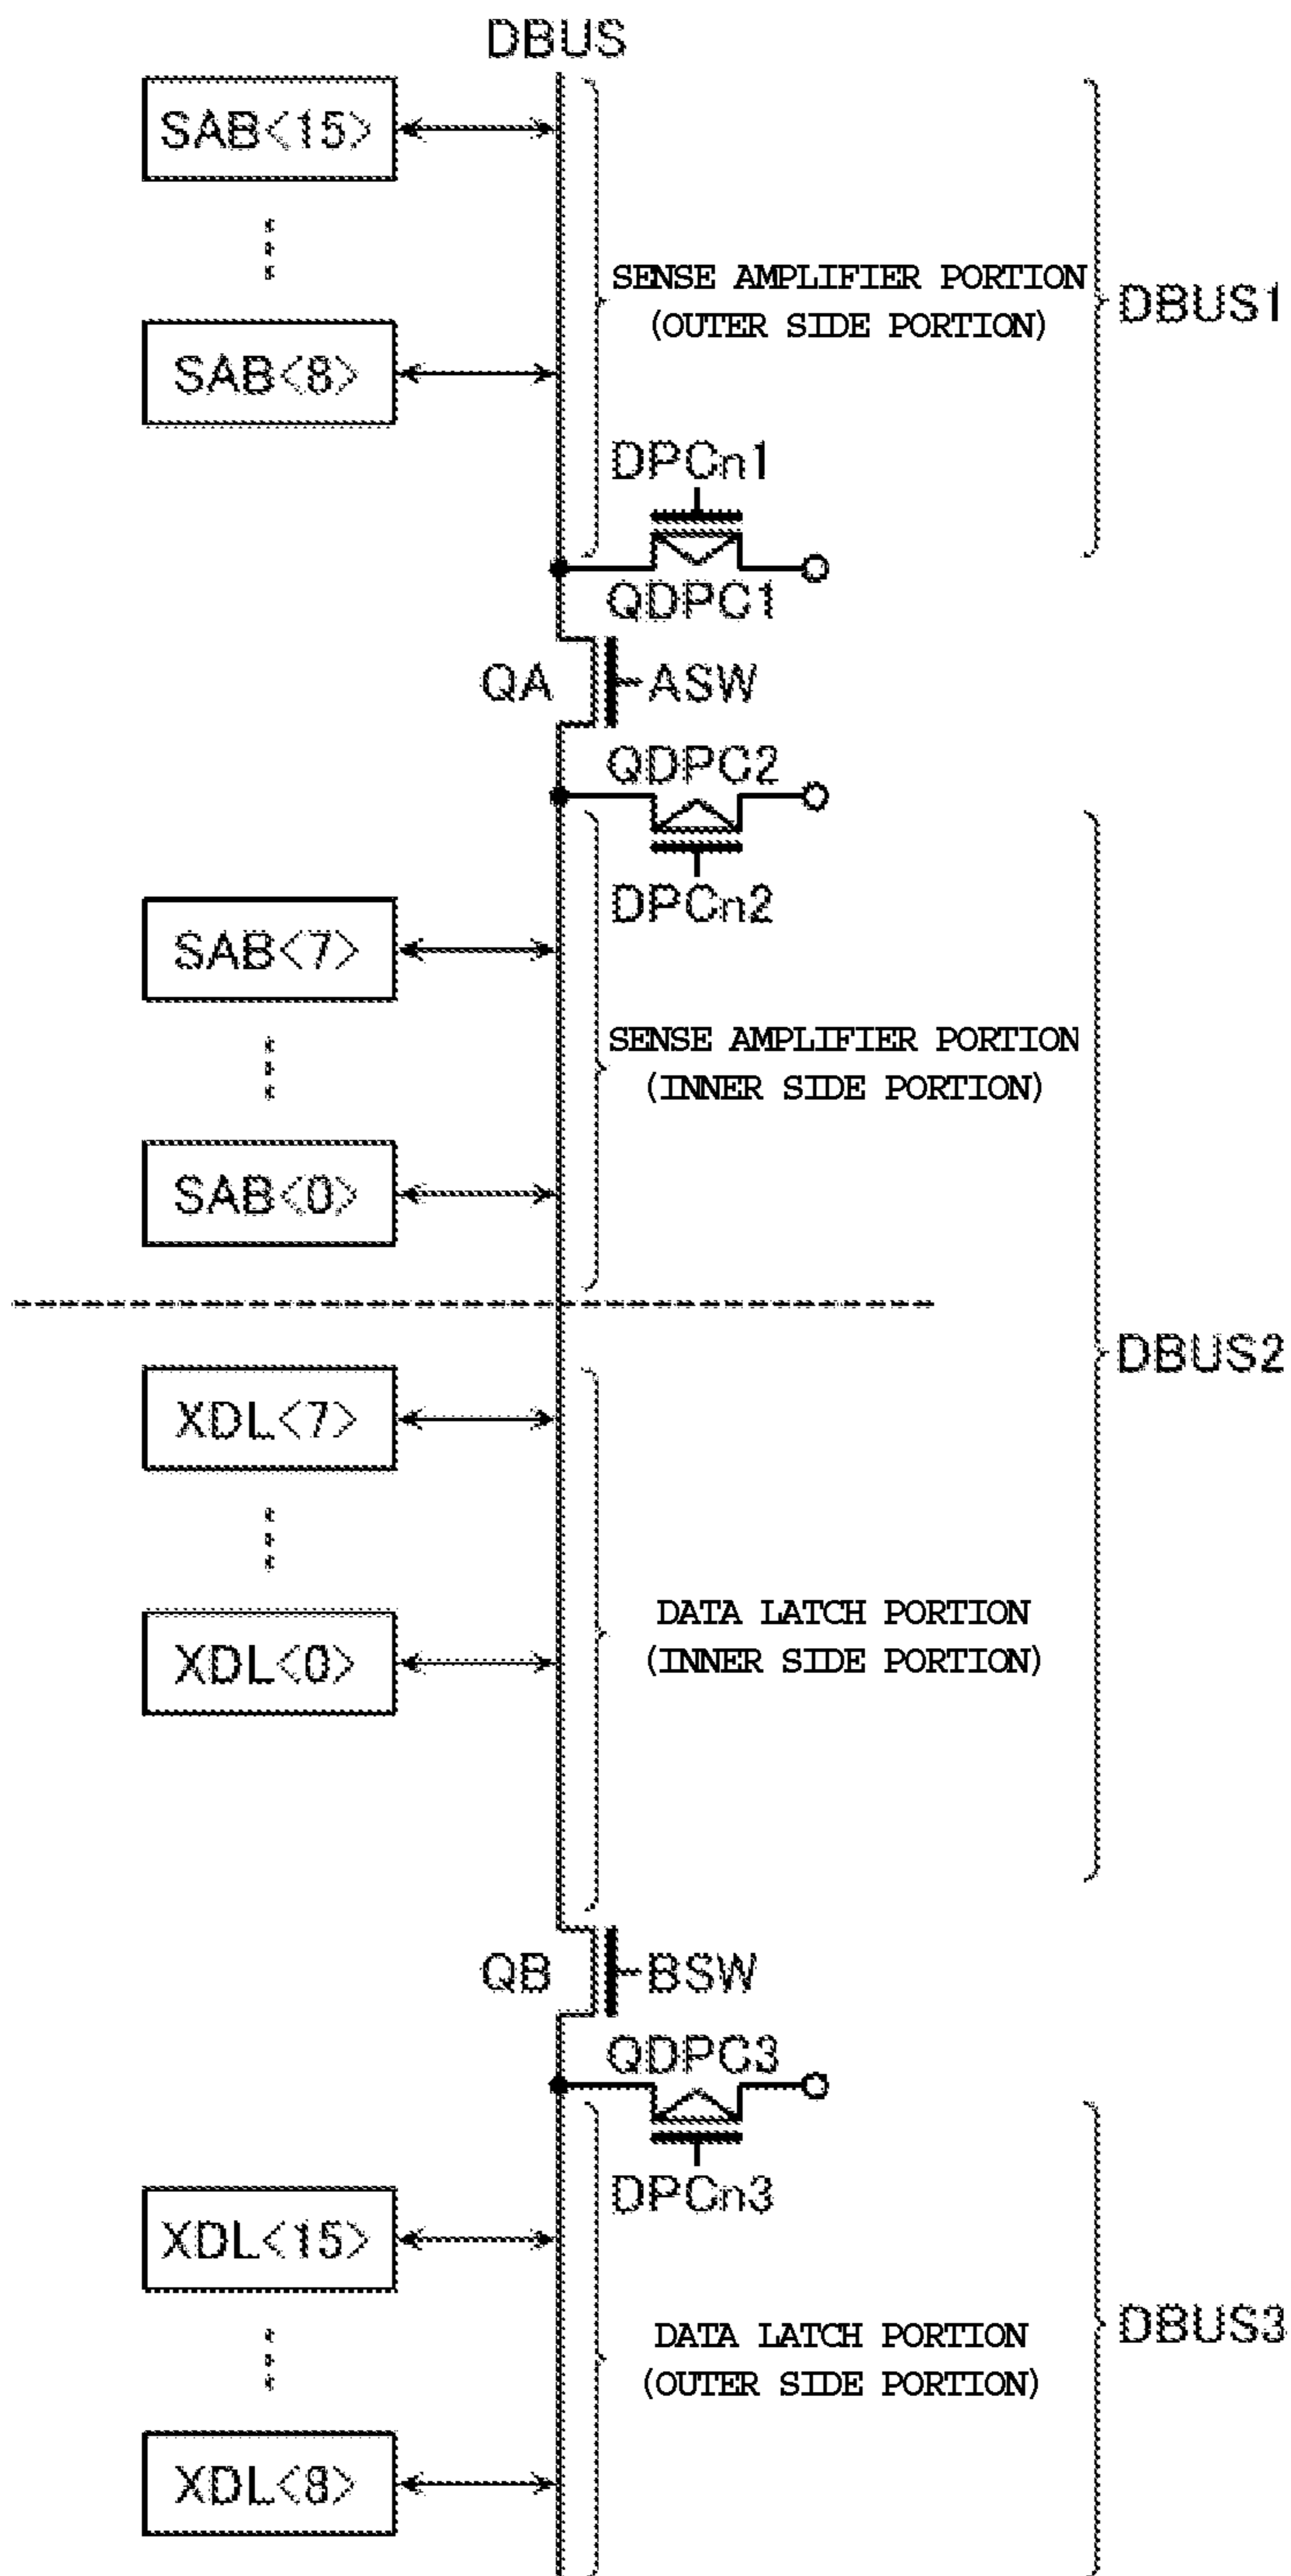 DBUS
SAB<15>
SENSE AMPLIFIER PORTION
(OUTER SIDE PORTION)
DBUS1
SAB<8>
DPCn1
QDPC1
QA
ASW
QDPC2
DPCn2
SAB<7>
SENSE AMPLIFIER PORTION
(INNER SIDE PORTION)
SAB<0>
DBUS2
XDL<7>
DATA LATCH PORTION
(INNER SIDE PORTION)
XDL<0>
QB
BSW
QDPC3
DPCn3
XDL<15>
DATA LATCH PORTION
(OUTER SIDE PORTION)
DBUS3
XDL<8>